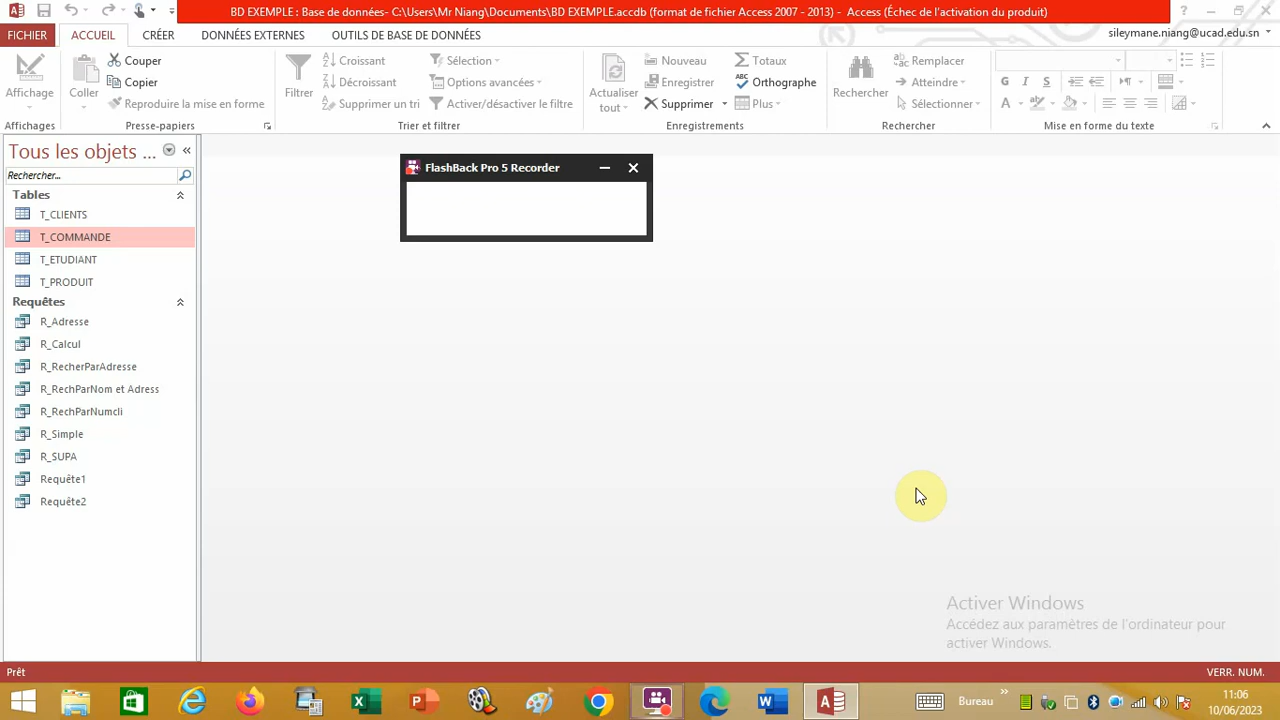 BD EXEMPLE : Base de données- C:\Users\Mr Niang\Documents\BD EXEMPLE.accdb (format de fichier Access 2007 - 2013) - Access (Échec de l'activation du produit)
FICHIER ACCUEIL CRÉER DONNÉES EXTERNES OUTILS DE BASE DE DONNÉES sileymane.niang@ucad.edu.sn
Affichage
Affichages
Coller
Couper
Copier
Reproduire la mise en forme
Presse-papiers
Filtrer
Croissant
Décroissant
Supprimer un tri
Sélection
Options avancées
Activer/désactiver le filtre
Trier et filtrer
Actualiser
tout
Nouveau
Enregistrer
Supprimer
Totaux
Orthographe
Plus
Enregistrements
Rechercher
Remplacer
Atteindre
Sélectionner
Rechercher
G I S
A
Mise en forme du texte
Tous les objets ...
Rechercher...
Tables
T_CLIENTS
T_COMMANDE
T_ETUDIANT
T_PRODUIT
Requêtes
R_Adresse
R_Calcul
R_RecherParAdresse
R_RechParNom et Adress
R_RechParNumcli
R_Simple
R_SUPA
Requête1
Requête2
FlashBack Pro 5 Recorder
Activer Windows
Accédez aux paramètres de l'ordinateur pour
activer Windows.
Prêt
VERR. NUM.
Bureau
11:06
10/06/2023